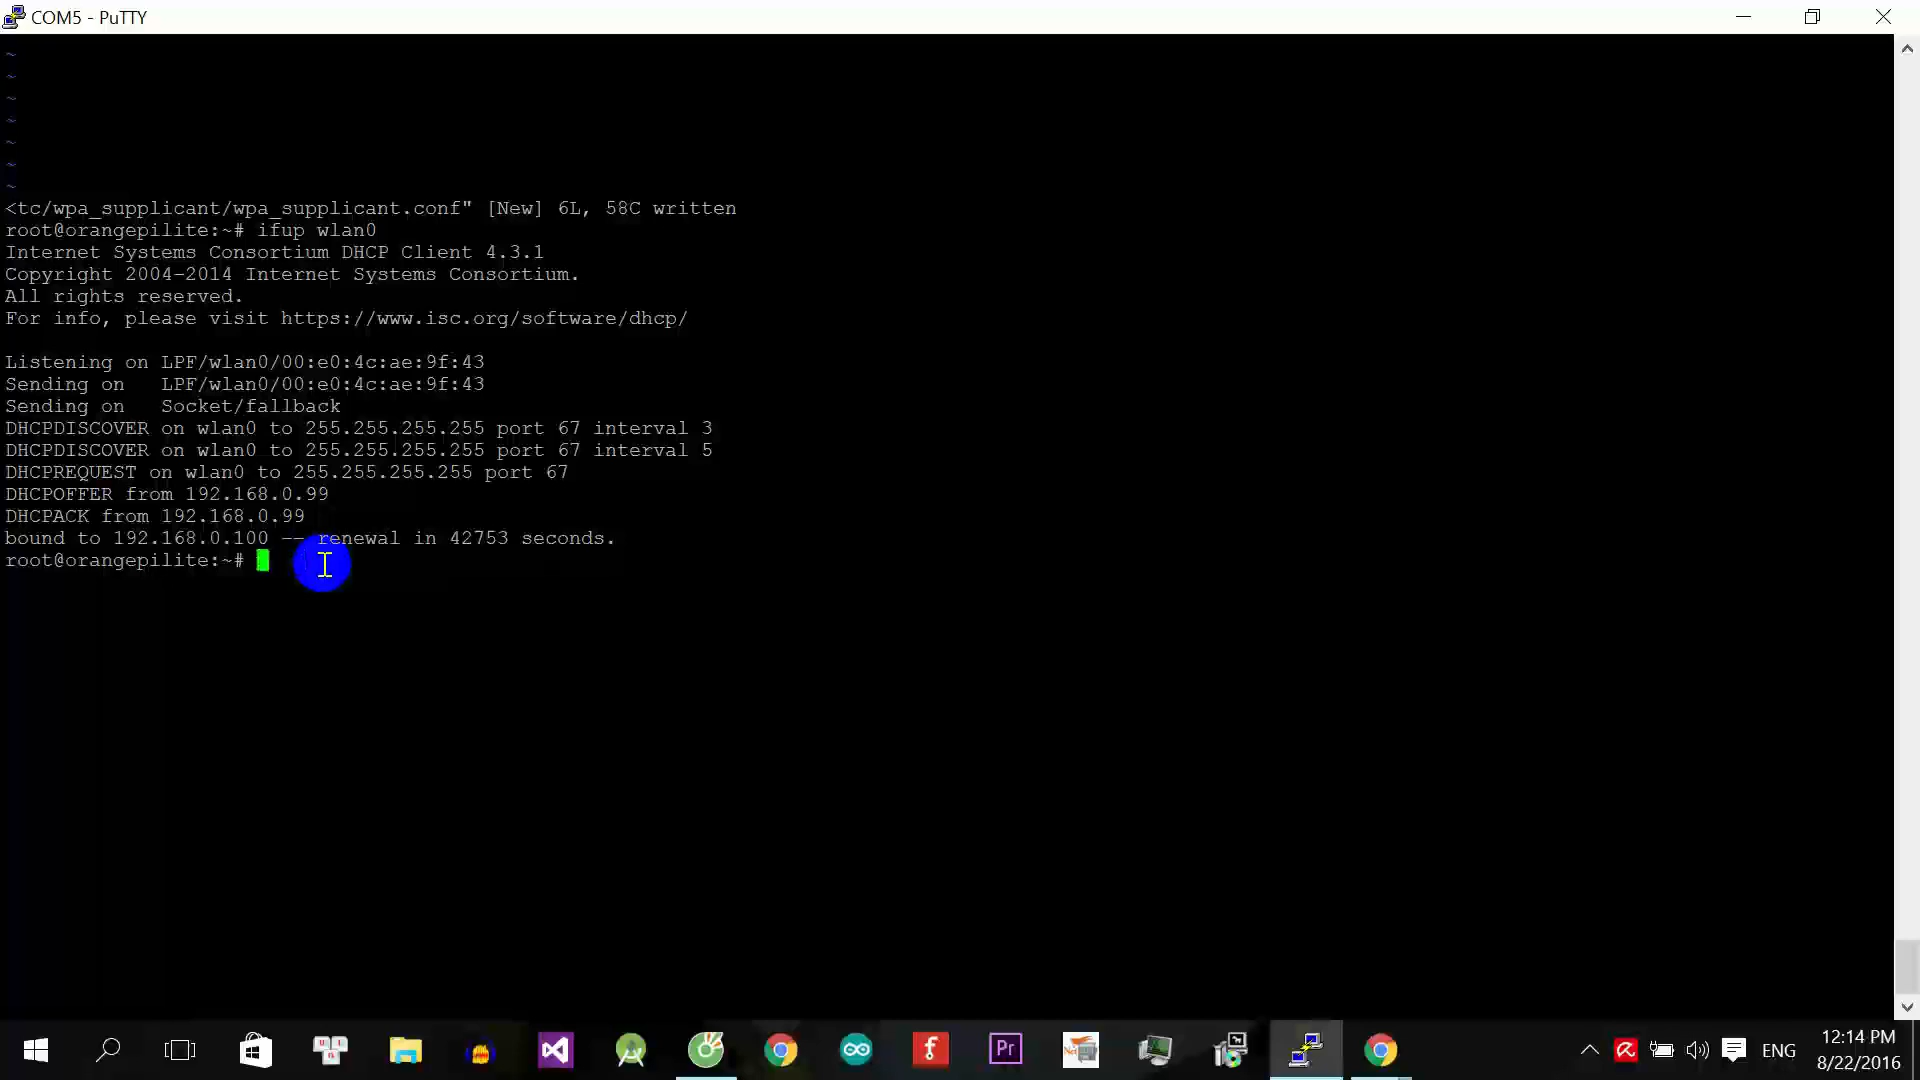 COM5 - PuTTY
~
~
~
~
~
~
~
<tc/wpa_supplicant/wpa_supplicant.conf" [New] 6L, 58C written
root@orangepilite:~# ifup wlan0
Internet Systems Consortium DHCP Client 4.3.1
Copyright 2004-2014 Internet Systems Consortium.
All rights reserved.
For info, please visit https://www.isc.org/software/dhcp/
Listening on LPF/wlan0/00:e0:4c:ae:9f:43
Sending on   LPF/wlan0/00:e0:4c:ae:9f:43
Sending on   Socket/fallback
DHCPDISCOVER on wlan0 to 255.255.255.255 port 67 interval 3
DHCPDISCOVER on wlan0 to 255.255.255.255 port 67 interval 5
DHCPREQUEST on wlan0 to 255.255.255.255 port 67
DHCPOFFER from 192.168.0.99
DHCPACK from 192.168.0.99
bound to 192.168.0.100 -- renewal in 42753 seconds.
root@orangepilite:~#
Pr
ENG
12:14 PM
8/22/2016